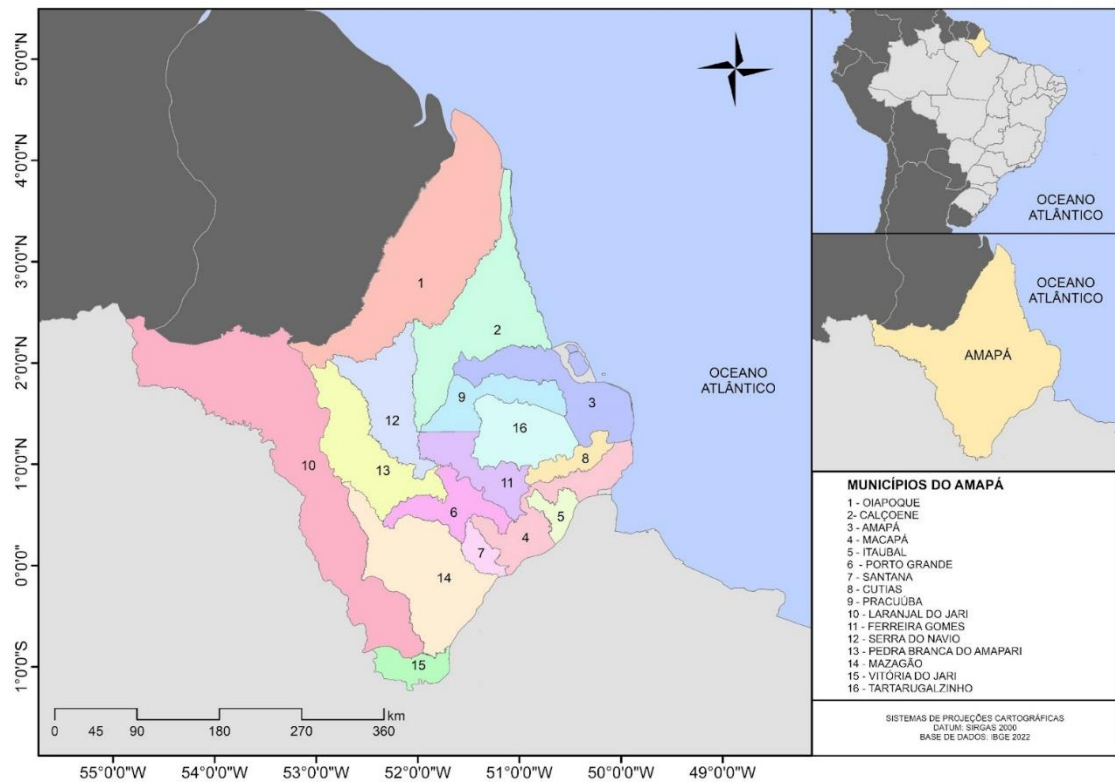 5°0'0"N
4°0'0"N
3°0'0"N
2°0'0"N
1°0'0"N
0°0'0"
1°0'0"S
1
2
3
9
12
16
8
10
13
11
6
5
4
7
14
15
OCEANO
ATLÂNTICO
km
0 45 90 180 270 360
55°0'0"W 54°0'0"W 53°0'0"W 52°0'0"W 51°0'0"W 50°0'0"W 49°0'0"W
OCEANO
ATLÂNTICO
OCEANO
ATLÂNTICO
AMAPÁ
MUNICÍPIOS DO AMAPÁ
1 - OIAPOQUE
2- CALÇOENE
3 - AMAPÁ
4 - MACAPÁ
5 - ITAUBAL
6 - PORTO GRANDE
7 - SANTANA
8 - CUTIAS
9 - PRACUÚBA
10 - LARANJAL DO JARI
11 - FERREIRA GOMES
12 - SERRA DO NAVIO
13 - PEDRA BRANCA DO AMAPARI
14 - MAZAGÃO
15 - VITÓRIA DO JARI
16 - TARTARUGALZINHO
SISTEMAS DE PROJEÇÕES CARTOGRÁFICAS
DATUM: SIRGAS 2000
BASE DE DADOS: IBGE 2022